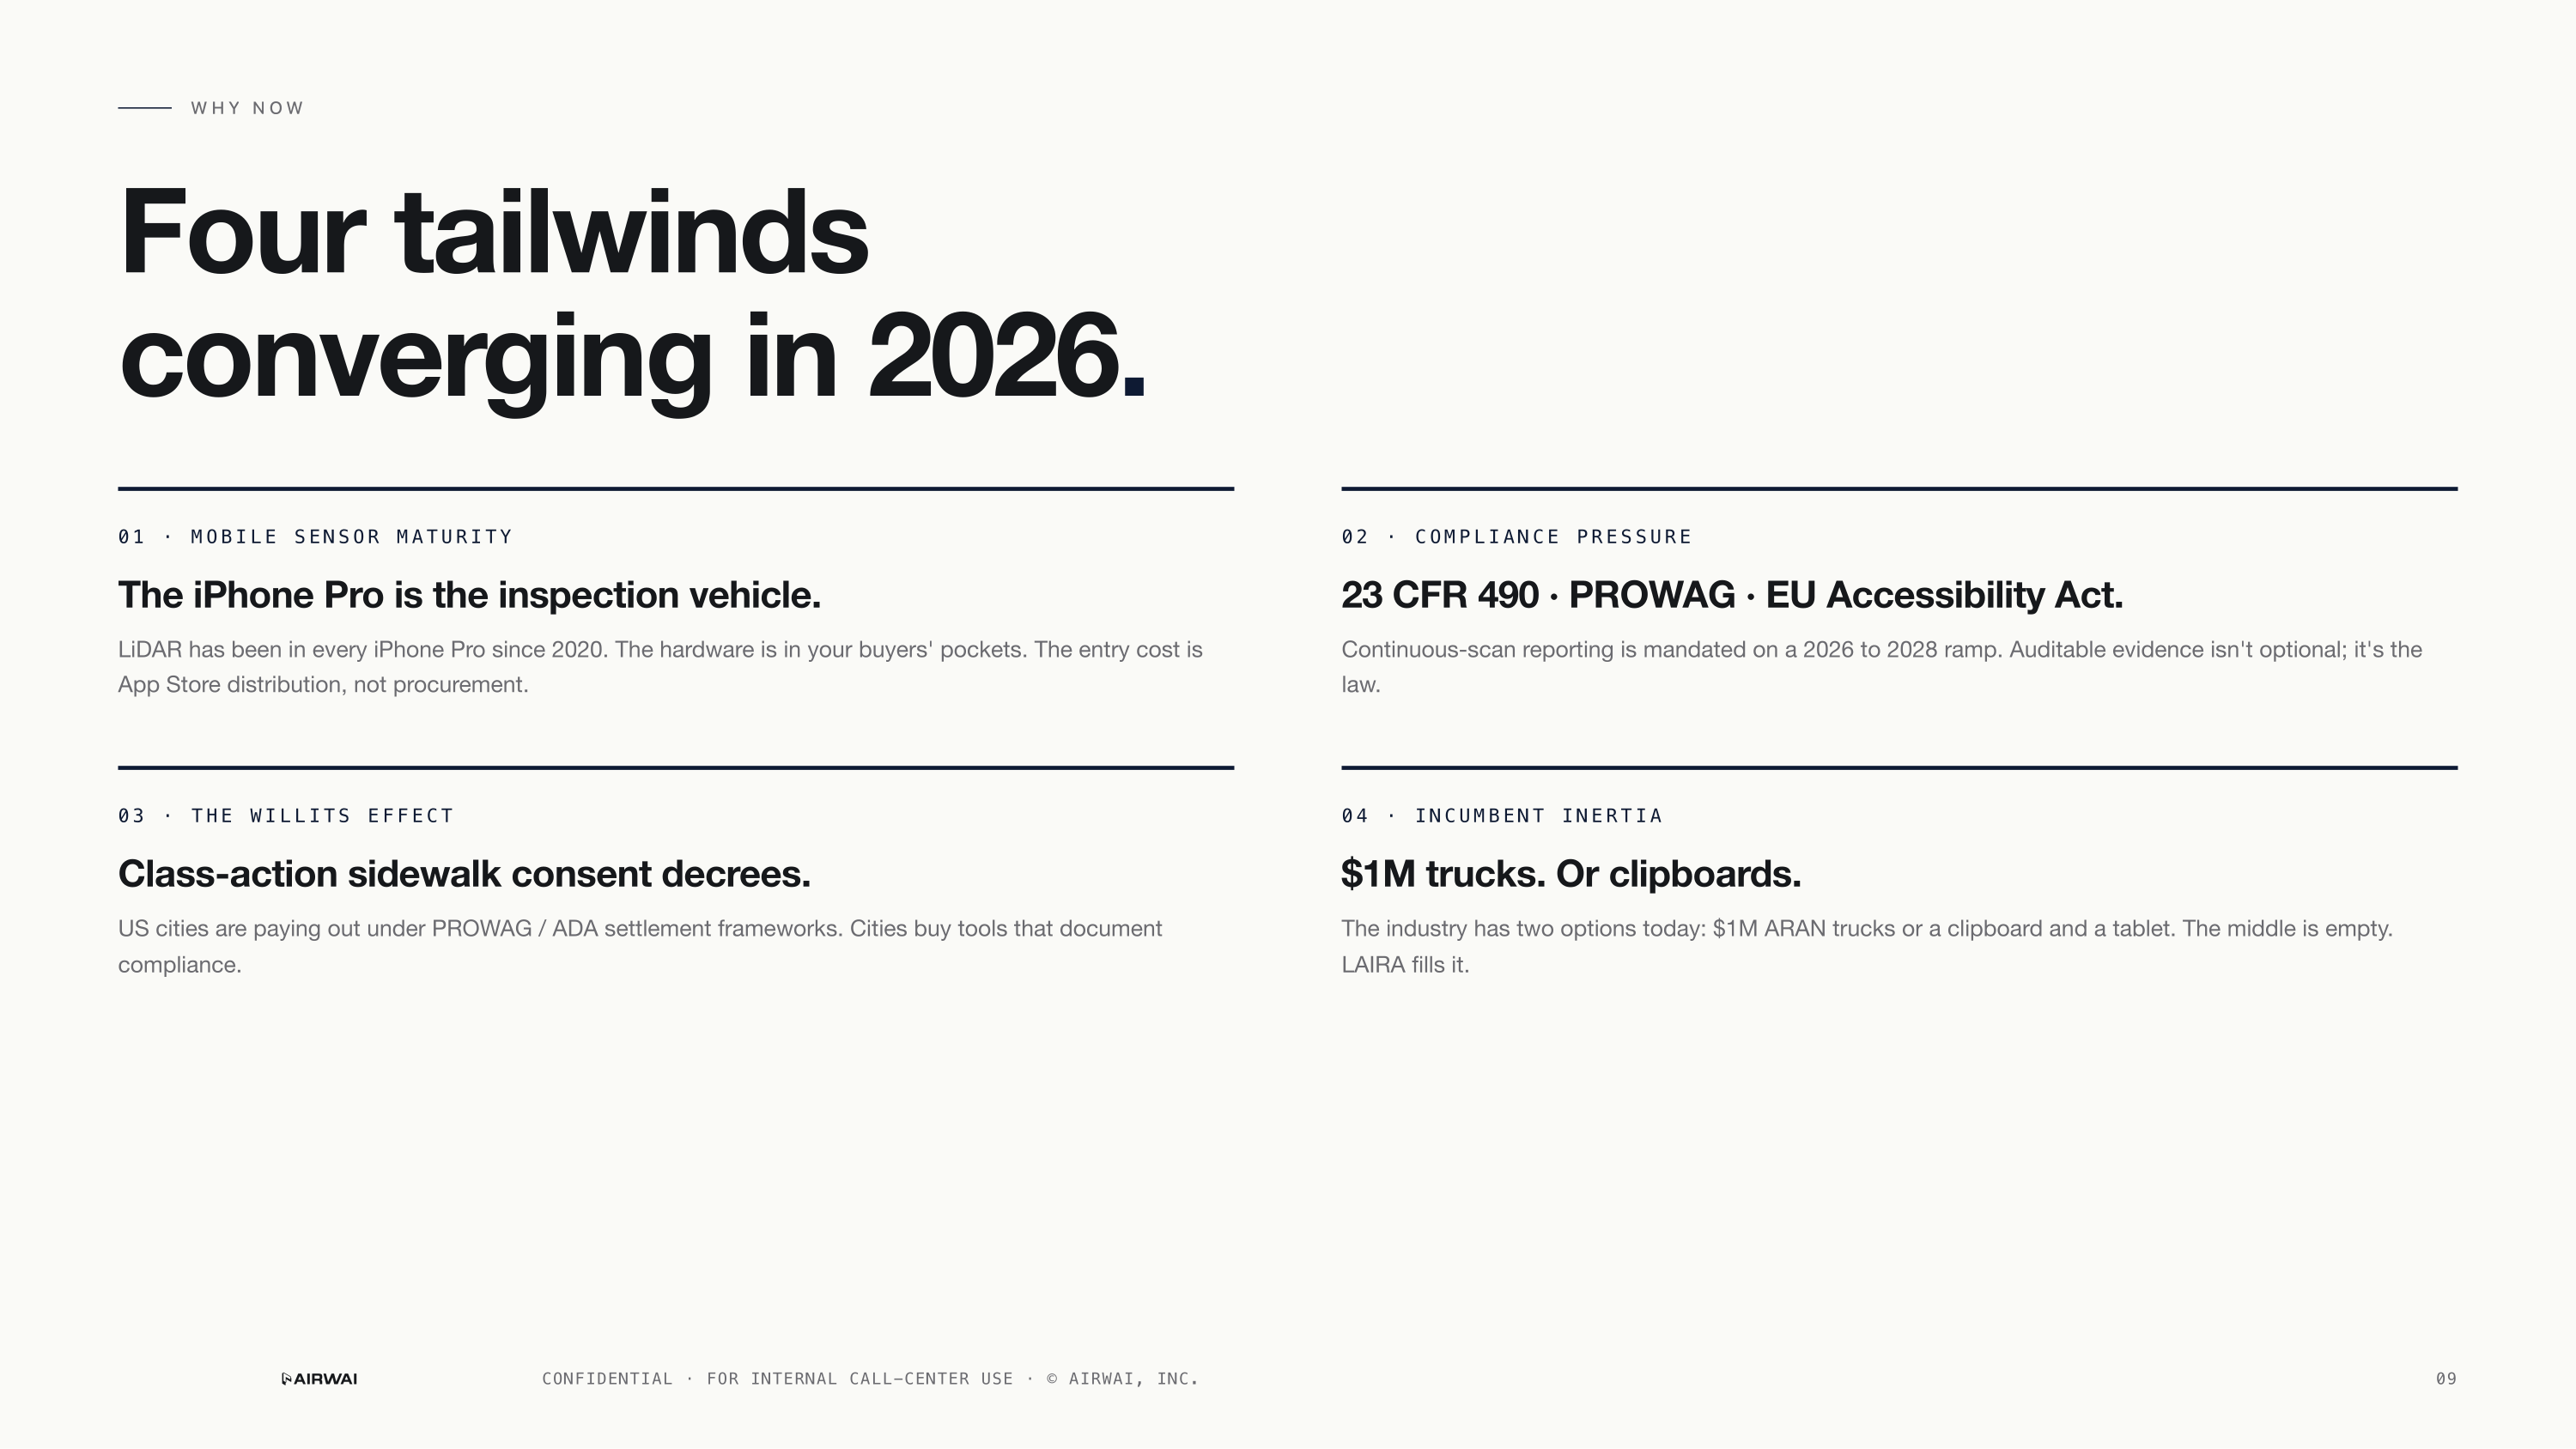 WHY NOW
Four tailwinds
converging in 2026.
01 · MOBILE SENSOR MATURITY
The iPhone Pro is the inspection vehicle.
LiDAR has been in every iPhone Pro since 2020. The hardware is in your buyers' pockets. The entry cost is
App Store distribution, not procurement.
02 · COMPLIANCE PRESSURE
23 CFR 490 · PROWAG · EU Accessibility Act.
Continuous-scan reporting is mandated on a 2026 to 2028 ramp. Auditable evidence isn't optional; it's the
law.
03 · THE WILLITS EFFECT
Class-action sidewalk consent decrees.
US cities are paying out under PROWAG / ADA settlement frameworks. Cities buy tools that document
compliance.
04 · INCUMBENT INERTIA
$1M trucks. Or clipboards.
The industry has two options today: $1M ARAN trucks or a clipboard and a tablet. The middle is empty.
LAIRA fills it.
AIRWAI
CONFIDENTIAL · FOR INTERNAL CALL-CENTER USE · © AIRWAI, INC.
09